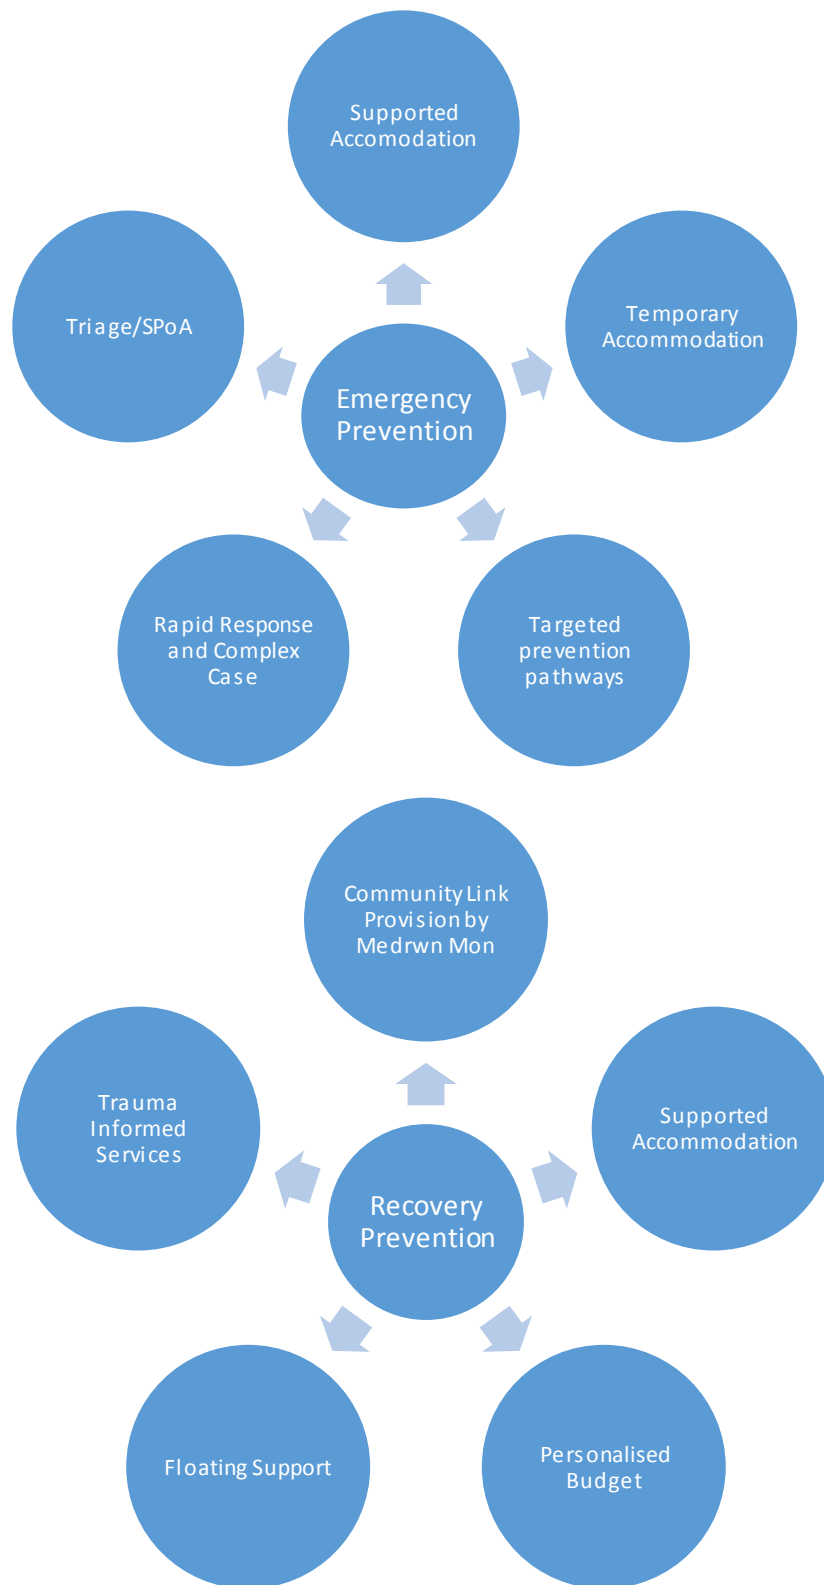 Supported
Accomodation
Triage/SPoA
Temporary
Accommodation
Emergency
Prevention
Rapid Response
and Complex
Case
Targeted
prevention
pathways
Community Link
Provision by
Medrwn Mon
Trauma
Informed
Services
Supported
Accommodation
Recovery
Prevention
Floating Support
Personalised
Budget